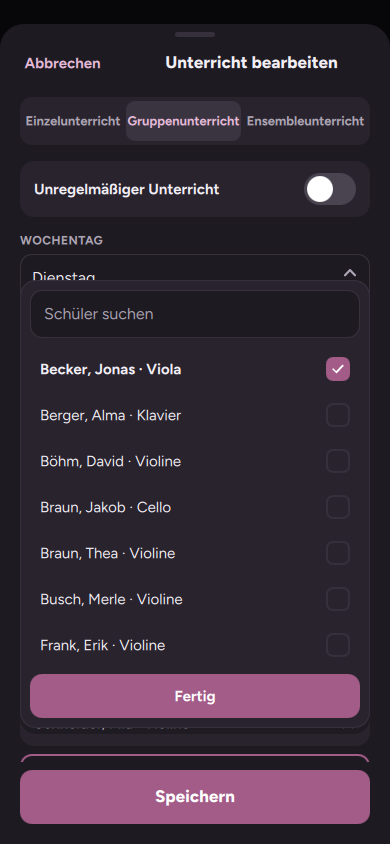 Abbrechen Unterricht bearbeiten
Einzelunterricht Gruppenunterricht Ensembleunterricht
Unregelmäßiger Unterricht
WOCHENTAG
Dienstag
Schüler suchen
Becker, Jonas · Viola
Berger, Alma · Klavier
Böhm, David · Violine
Braun, Jakob · Cello
Braun, Thea · Violine
Busch, Merle · Violine
Frank, Erik · Violine
Fertig
Speichern